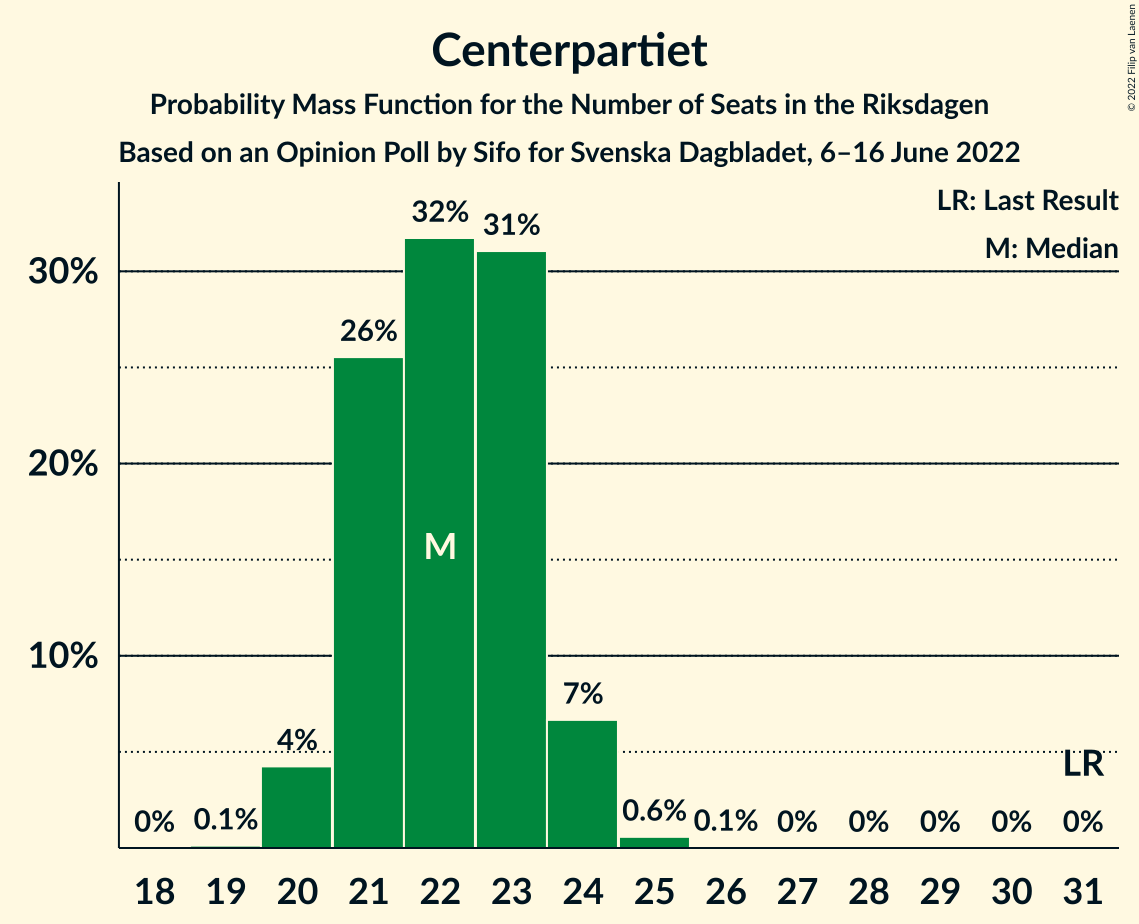 Centerpartiet
Probability Mass Function for the Number of Seats in the Riksdagen
Based on an Opinion Poll by Sifo for Svenska Dagbladet, 6–16 June 2022
© 2022 Filip van Laenen
LR: Last Result
M: Median
30%
20%
10%
0% 0.1% 4% 26% 32% 31% 7% 0.6% 0.1% 0% 0% 0% 0% 0%
M
LR
18 19 20 21 22 23 24 25 26 27 28 29 30 31